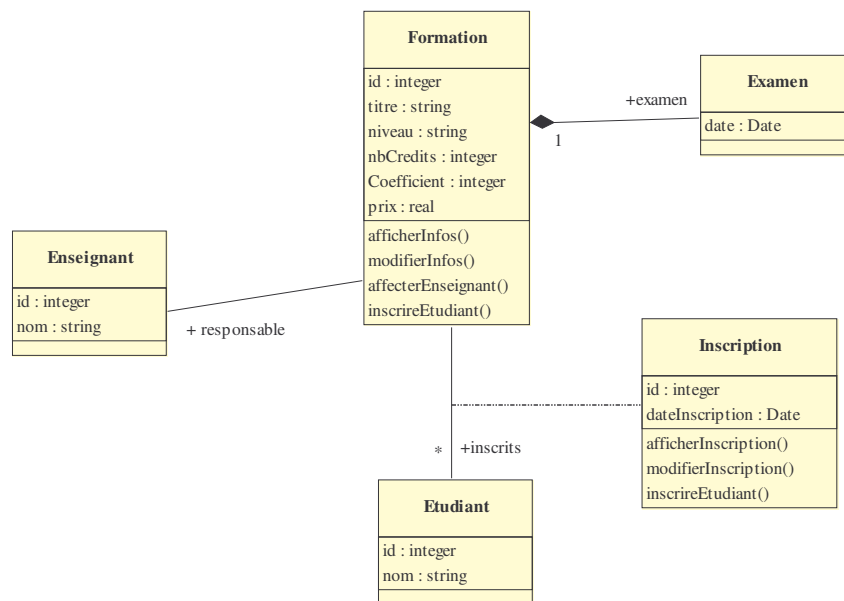 Formation
id : integer
titre : string
niveau : string
nbCredits : integer
Coefficient : integer
prix : real
afficherInfos()
modifierInfos()
affecterEnseignant()
inscrireEtudiant()
+examen
1
Examen
date : Date
Enseignant
id : integer
nom : string
+ responsable
Inscription
id : integer
dateInscription : Date
afficherInscription()
modifierInscription()
inscrireEtudiant()
* +inscrits
Etudiant
id : integer
nom : string